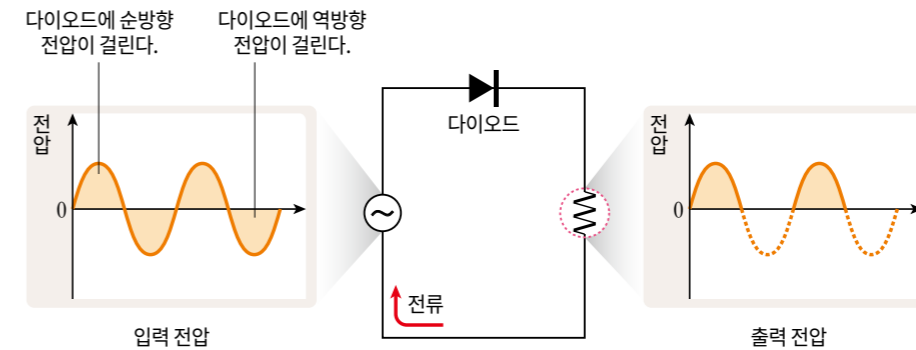 다이오드에 순방향
전압이 걸린다.
다이오드에 역방향
전압이 걸린다.
전
압
0
입력 전압
다이오드
전류
전
압
0
출력 전압